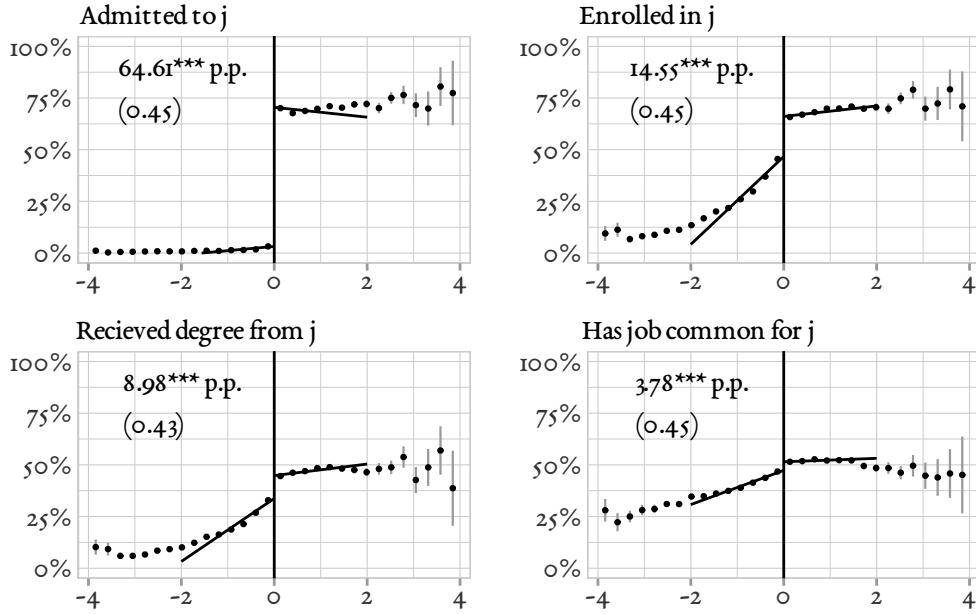 Admitted to j
100%
75%
50%
25%
0%
64.61*** p.p.
(0.45)
-4 -2 0 2 4
Enrolled in j
100%
75%
50%
25%
0%
14.55*** p.p.
(0.45)
-4 -2 0 2 4
Recieved degree from j
100%
75%
50%
25%
0%
8.98*** p.p.
(0.43)
-4 -2 0 2 4
Has job common for j
100%
75%
50%
25%
0%
3.78*** p.p.
(0.45)
-4 -2 0 2 4